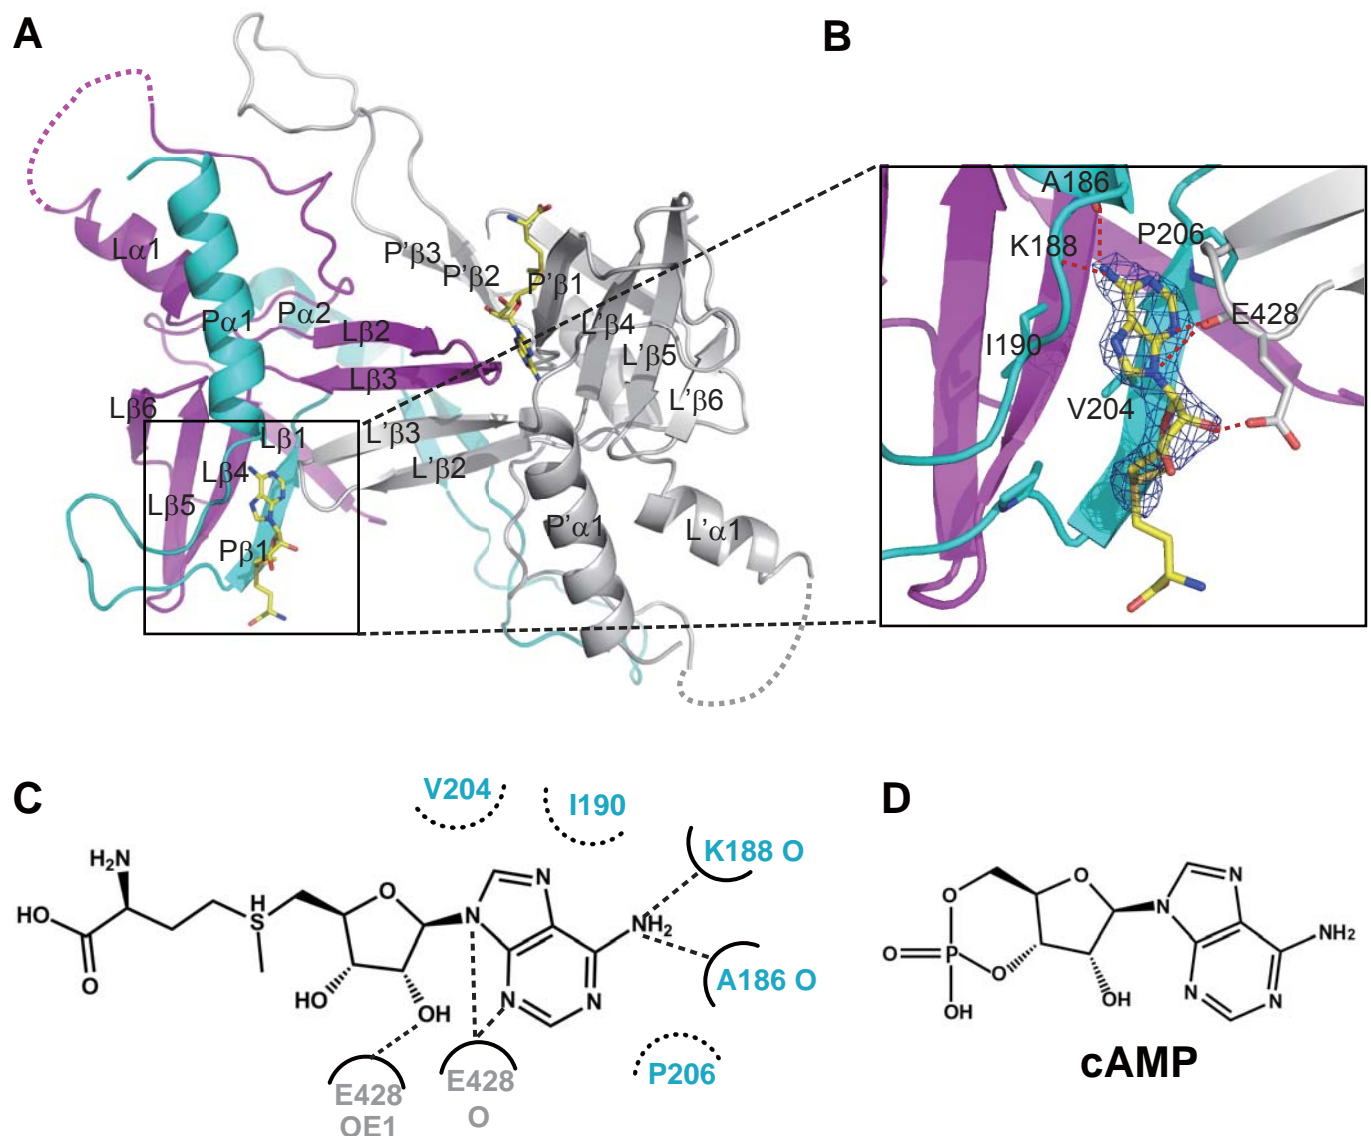 A
B
Lα1
Pα1
Pα2
Lβ2
Lβ3
Lβ6
Lβ1
Lβ4
Lβ5
Pβ1
P'β3
P'β2
P'β1
L'β4
L'β5
L'β6
L'β3
L'β2
P'α1
L'α1
A186
K188
P206
I190
E428
V204
C
V204
I190
K188 O
A186 O
P206
E428
OE1
E428
O
H2N
HO
O
H
S
O
HO
OH
N
N
N
N
NH2
D
O
O
P
O
OH
O
OH
N
N
N
N
NH2
cAMP